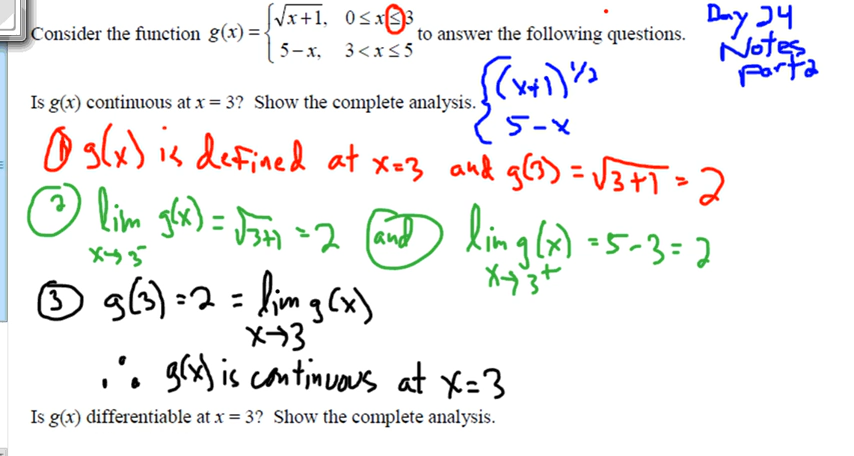 Consider the function g(x) = { √x+1, 0 ≤ x ≤ 3
5 − x, 3 < x ≤ 5 to answer the following questions.
Day 24
Notes
Part 2
Is g(x) continuous at x = 3? Show the complete analysis.
{ (x+1)^1/2
5 - x
① g(x) is defined at x=3 and g(3) = √3+1 = 2
② lim x→3⁻ g(x) = √3+1 = 2 and lim x→3⁺ g(x) = 5-3 = 2
③ g(3) = 2 = lim x→3 g(x)
∴ g(x) is continuous at x=3
Is g(x) differentiable at x = 3? Show the complete analysis.